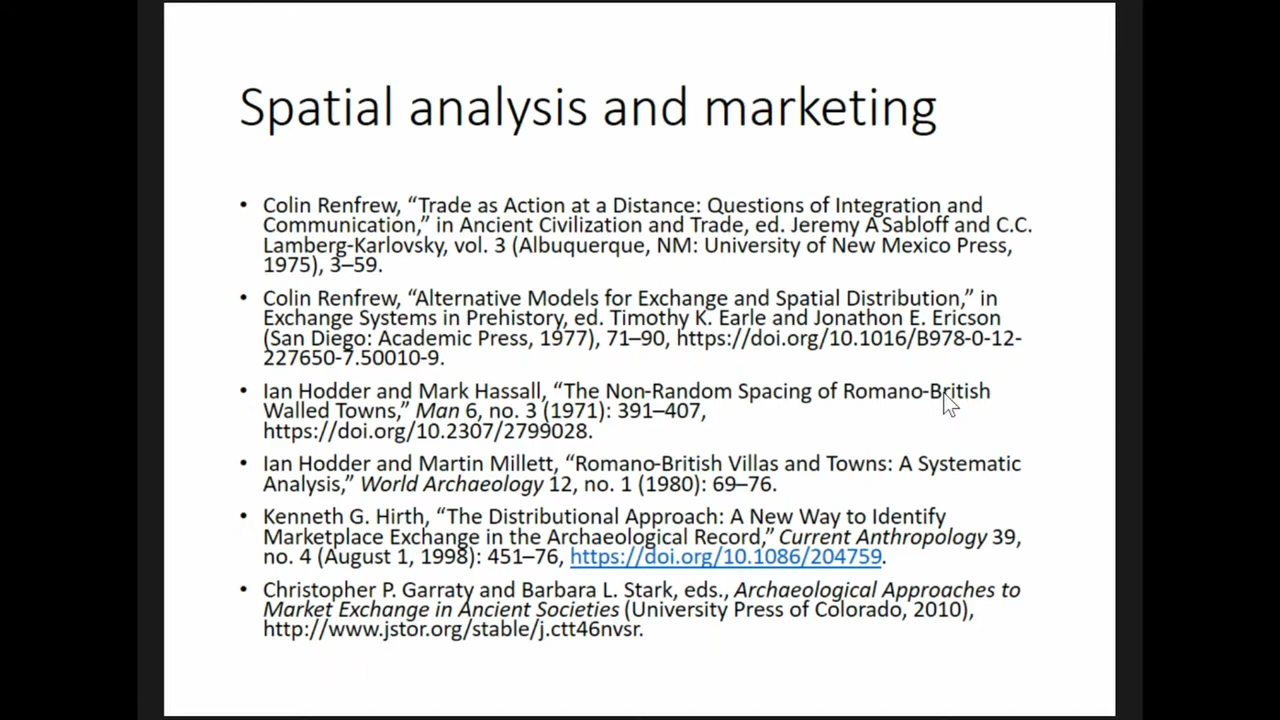 Spatial analysis and marketing
• Colin Renfrew, “Trade as Action at a Distance: Questions of Integration and
Communication,” in Ancient Civilization and Trade, ed. Jeremy A Sabloff and C.C.
Lamberg-Karlovsky, vol. 3 (Albuquerque, NM: University of New Mexico Press,
1975), 3–59.
• Colin Renfrew, “Alternative Models for Exchange and Spatial Distribution,” in
Exchange Systems in Prehistory, ed. Timothy K. Earle and Jonathon E. Ericson
(San Diego: Academic Press, 1977), 71–90, https://doi.org/10.1016/B978-0-12-
227650-7.50010-9.
• Ian Hodder and Mark Hassall, “The Non-Random Spacing of Romano-British
Walled Towns,” Man 6, no. 3 (1971): 391–407,
https://doi.org/10.2307/2799028.
• Ian Hodder and Martin Millett, “Romano-British Villas and Towns: A Systematic
Analysis,” World Archaeology 12, no. 1 (1980): 69–76.
• Kenneth G. Hirth, “The Distributional Approach: A New Way to Identify
Marketplace Exchange in the Archaeological Record,” Current Anthropology 39,
no. 4 (August 1, 1998): 451–76, https://doi.org/10.1086/204759.
• Christopher P. Garraty and Barbara L. Stark, eds., Archaeological Approaches to
Market Exchange in Ancient Societies (University Press of Colorado, 2010),
http://www.jstor.org/stable/j.ctt46nvsr.